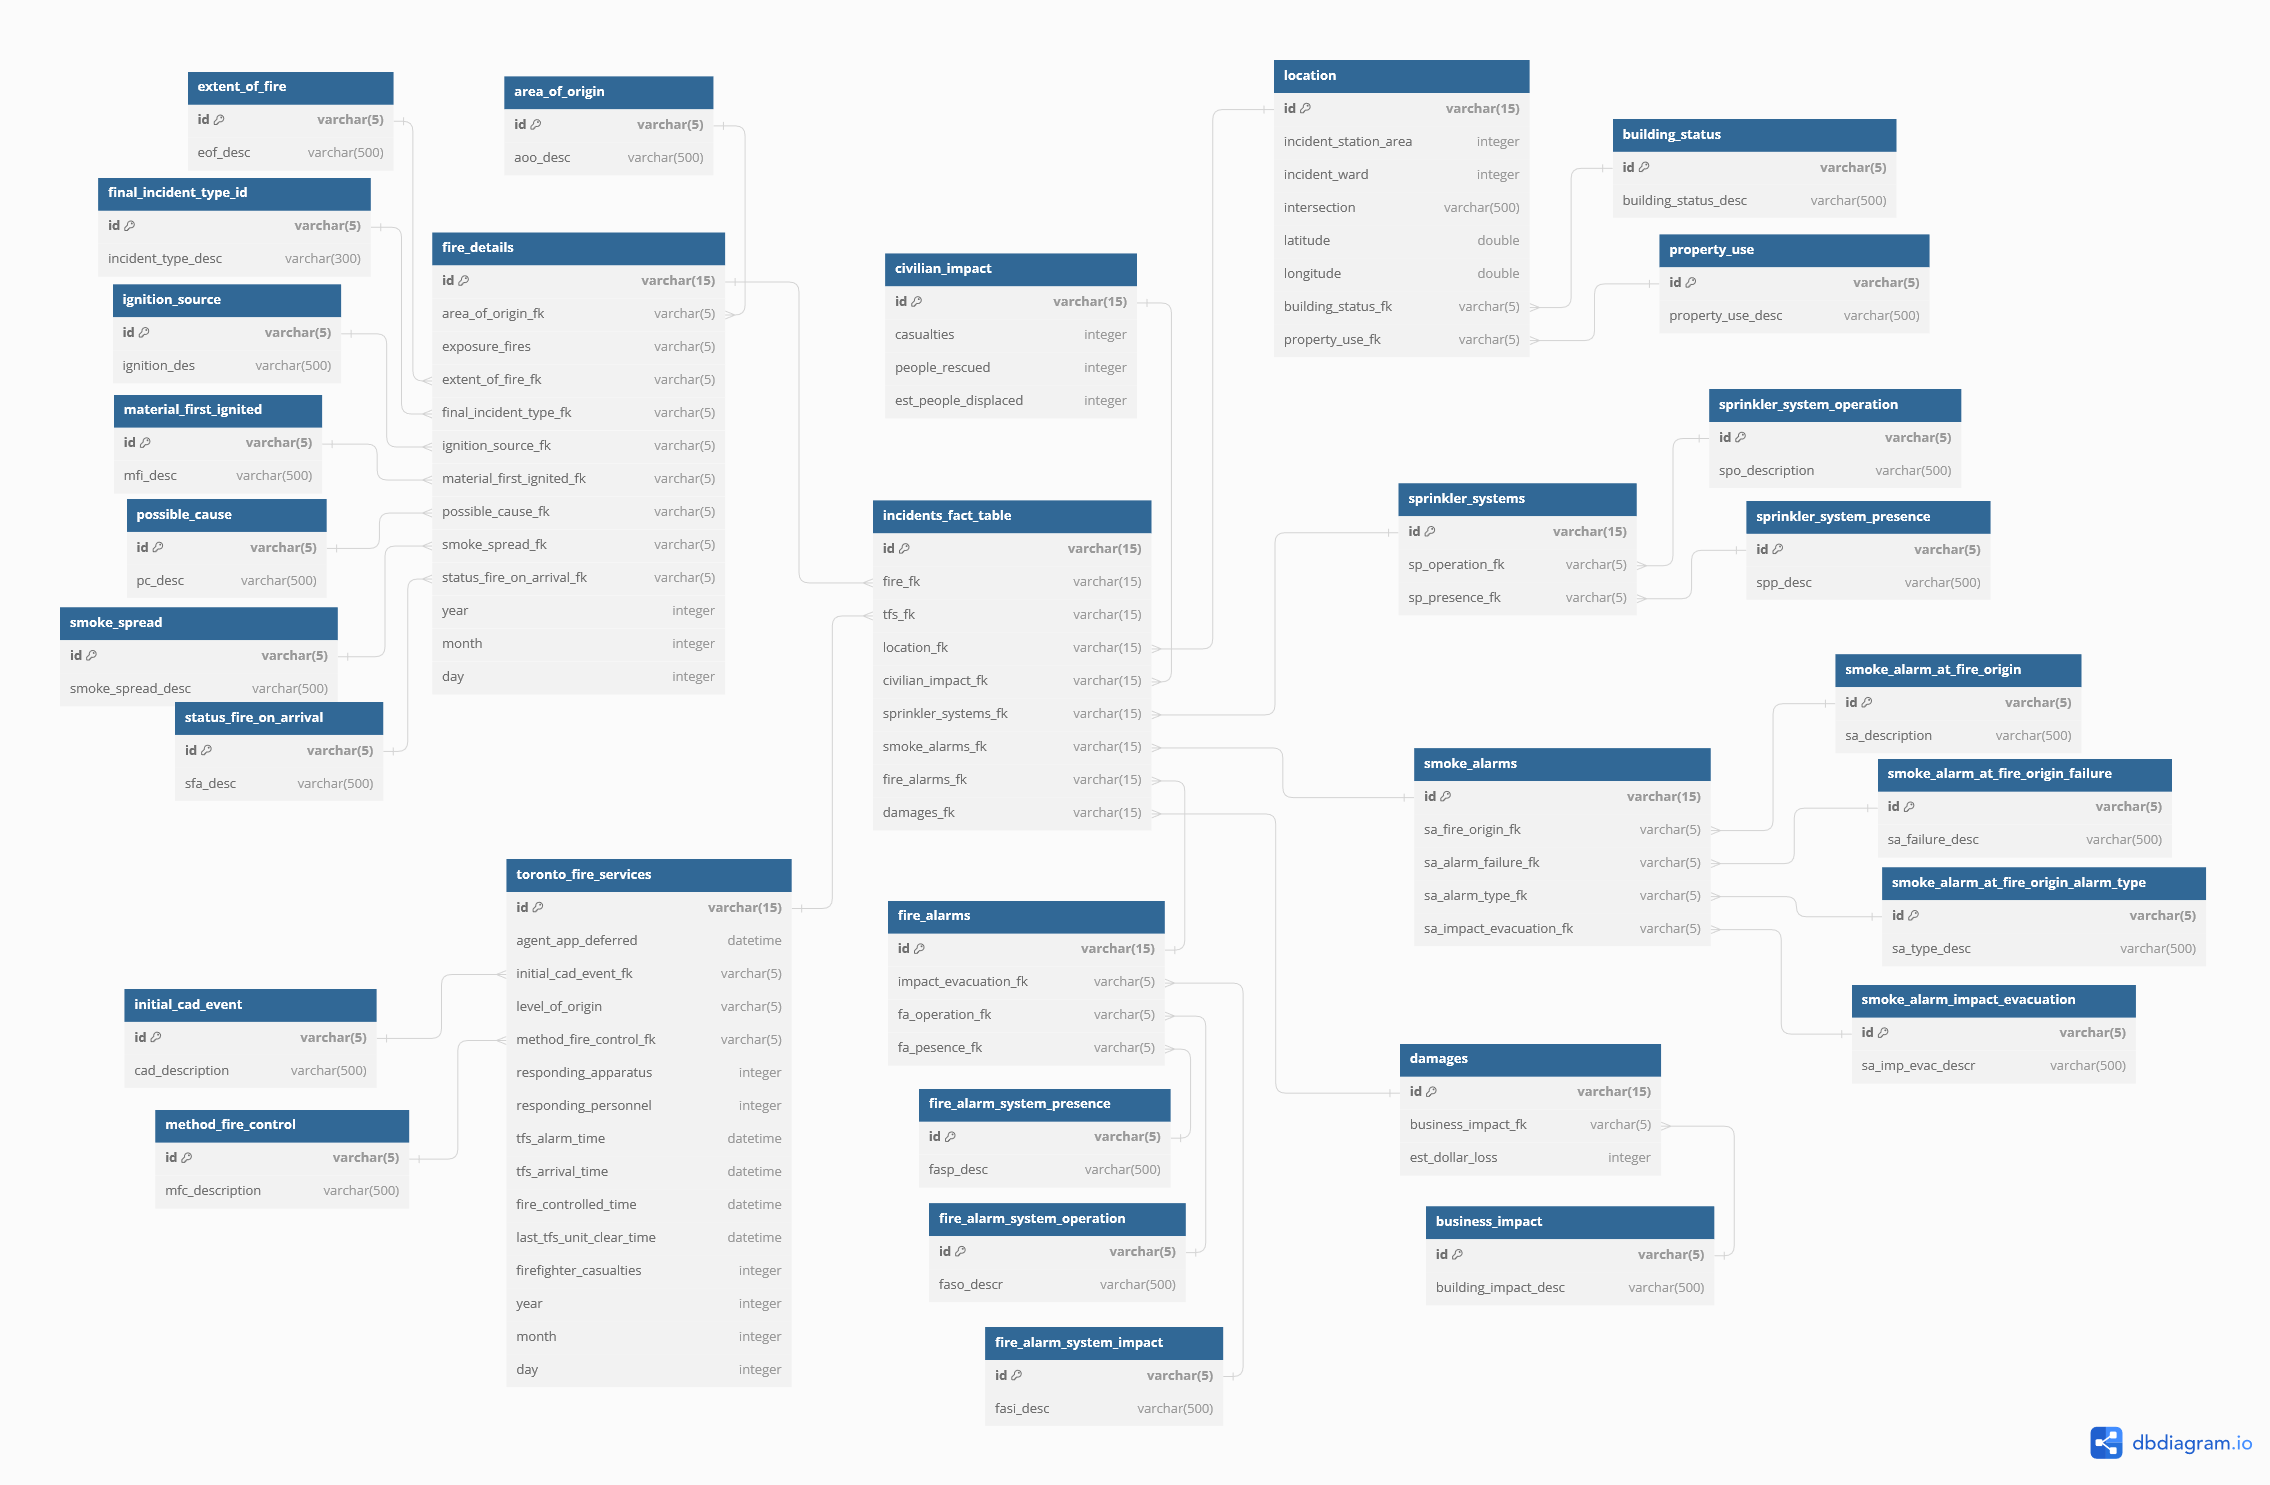 extent_of_fire
id varchar(5)
eof_desc varchar(500)
final_incident_type_id
id varchar(5)
incident_type_desc varchar(300)
ignition_source
id varchar(5)
ignition_des varchar(500)
material_first_ignited
id varchar(5)
mfi_desc varchar(500)
possible_cause
id varchar(5)
pc_desc varchar(500)
smoke_spread
id varchar(5)
smoke_spread_desc varchar(500)
status_fire_on_arrival
id varchar(5)
sfa_desc varchar(500)
area_of_origin
id varchar(5)
aoo_desc varchar(500)
fire_details
id varchar(15)
area_of_origin_fk varchar(5)
exposure_fires varchar(5)
extent_of_fire_fk varchar(5)
final_incident_type_fk varchar(5)
ignition_source_fk varchar(5)
material_first_ignited_fk varchar(5)
possible_cause_fk varchar(5)
smoke_spread_fk varchar(5)
status_fire_on_arrival_fk varchar(5)
year integer
month integer
day integer
initial_cad_event
id varchar(5)
cad_description varchar(500)
method_fire_control
id varchar(5)
mfc_description varchar(500)
toronto_fire_services
id varchar(15)
agent_app_deferred datetime
initial_cad_event_fk varchar(5)
level_of_origin varchar(5)
method_fire_control_fk varchar(5)
responding_apparatus integer
responding_personnel integer
tfs_alarm_time datetime
tfs_arrival_time datetime
fire_controlled_time datetime
last_tfs_unit_clear_time datetime
firefighter_casualties integer
year integer
month integer
day integer
civilian_impact
id varchar(15)
casualties integer
people_rescued integer
est_people_displaced integer
incidents_fact_table
id varchar(15)
fire_fk varchar(15)
tfs_fk varchar(15)
location_fk varchar(15)
civilian_impact_fk varchar(15)
sprinkler_systems_fk varchar(15)
smoke_alarms_fk varchar(15)
fire_alarms_fk varchar(15)
damages_fk varchar(15)
fire_alarms
id varchar(15)
impact_evacuation_fk varchar(5)
fa_operation_fk varchar(5)
fa_pesence_fk varchar(5)
fire_alarm_system_presence
id varchar(5)
fasp_desc varchar(500)
fire_alarm_system_operation
id varchar(5)
faso_descr varchar(500)
fire_alarm_system_impact
id varchar(5)
fasi_desc varchar(500)
location
id varchar(15)
incident_station_area integer
incident_ward integer
intersection varchar(500)
latitude double
longitude double
building_status_fk varchar(5)
property_use_fk varchar(5)
building_status
id varchar(5)
building_status_desc varchar(500)
property_use
id varchar(5)
property_use_desc varchar(500)
sprinkler_systems
id varchar(15)
sp_operation_fk varchar(5)
sp_presence_fk varchar(5)
sprinkler_system_operation
id varchar(5)
spo_description varchar(500)
sprinkler_system_presence
id varchar(5)
spp_desc varchar(500)
smoke_alarms
id varchar(15)
sa_fire_origin_fk varchar(5)
sa_alarm_failure_fk varchar(5)
sa_alarm_type_fk varchar(5)
sa_impact_evacuation_fk varchar(5)
smoke_alarm_at_fire_origin
id varchar(5)
sa_description varchar(500)
smoke_alarm_at_fire_origin_failure
id varchar(5)
sa_failure_desc varchar(500)
smoke_alarm_at_fire_origin_alarm_type
id varchar(5)
sa_type_desc varchar(500)
smoke_alarm_impact_evacuation
id varchar(5)
sa_imp_evac_descr varchar(500)
damages
id varchar(15)
business_impact_fk varchar(5)
est_dollar_loss integer
business_impact
id varchar(5)
building_impact_desc varchar(500)
dbdiagram.io